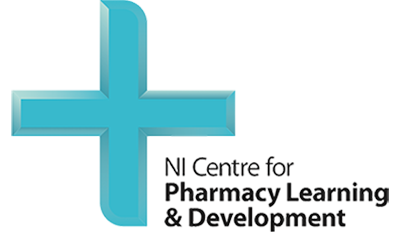 NI Centre for
Pharmacy Learning
& Development